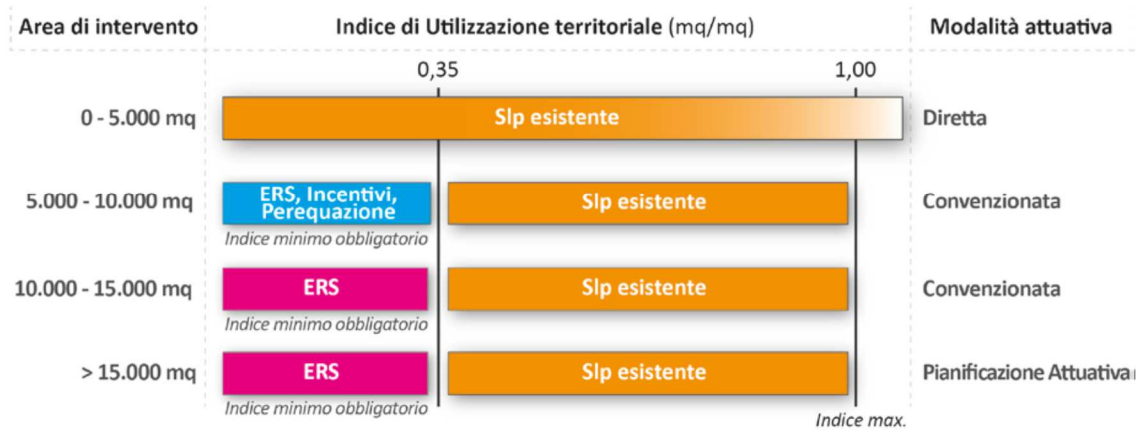 Area di intervento
Indice di Utilizzazione territoriale (mq/mq)
Modalità attuativa
0,35
1,00
0 - 5.000 mq
Slp esistente
Diretta
5.000 - 10.000 mq
ERS, Incentivi,
Perequazione
Slp esistente
Convenzionata
Indice minimo obbligatorio
10.000 - 15.000 mq
ERS
Slp esistente
Convenzionata
Indice minimo obbligatorio
> 15.000 mq
ERS
Slp esistente
Pianificazione Attuativa
Indice minimo obbligatorio
Indice max.